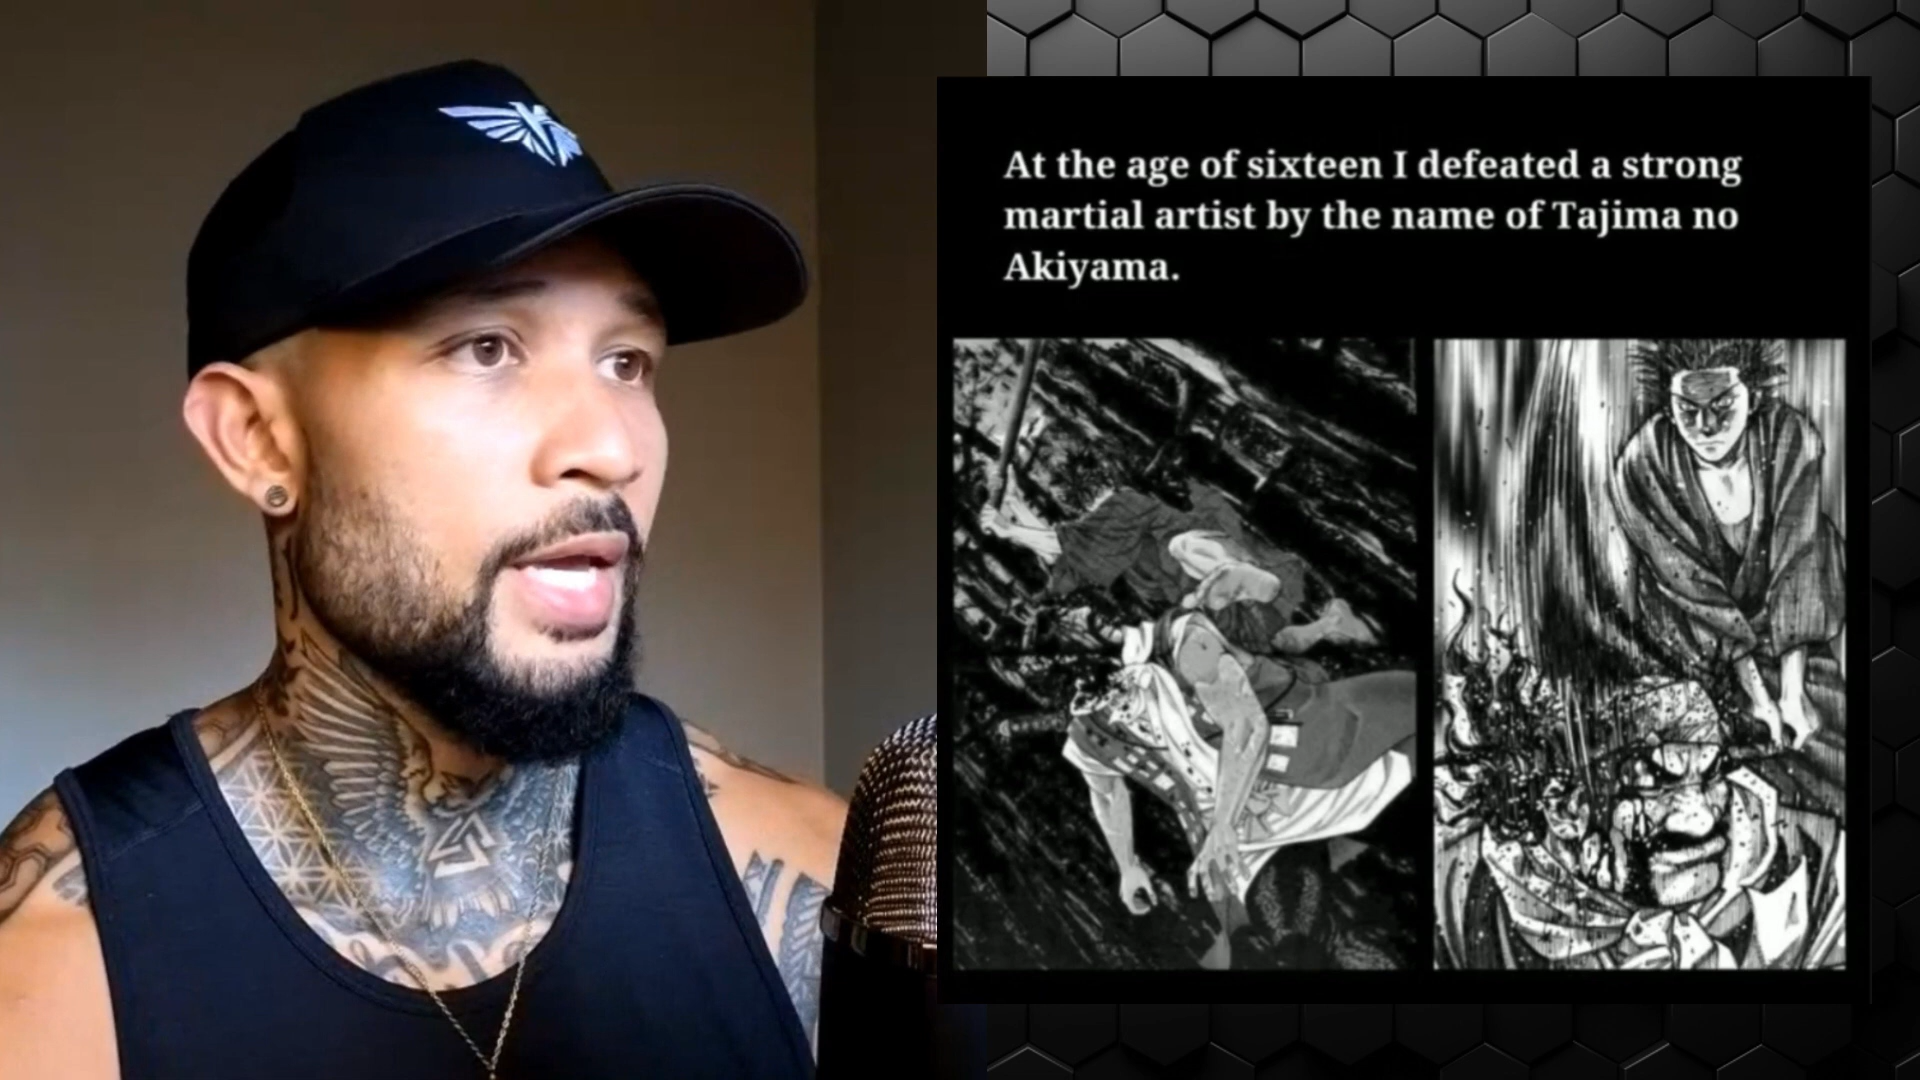 At the age of sixteen I defeated a strong
martial artist by the name of Tajima no
Akiyama.